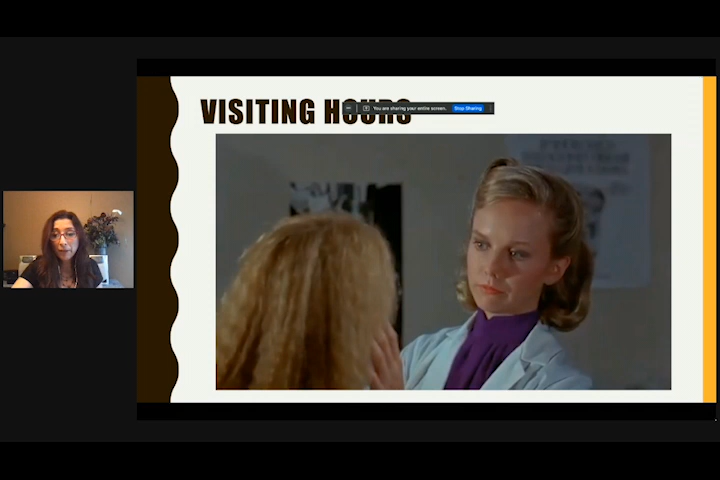 VISITING HOURS
You are sharing your entire screen.
Stop Sharing